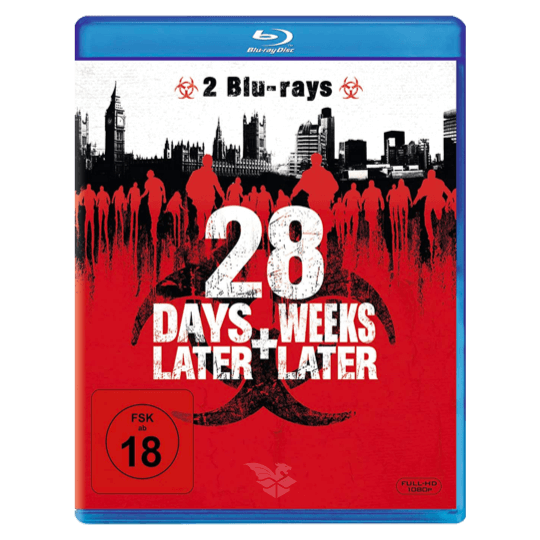 Blu-ray Disc
2 Blu-rays
28
DAYS + WEEKS
LATER LATER
FSK
ab
18
FULL-HD
1080P